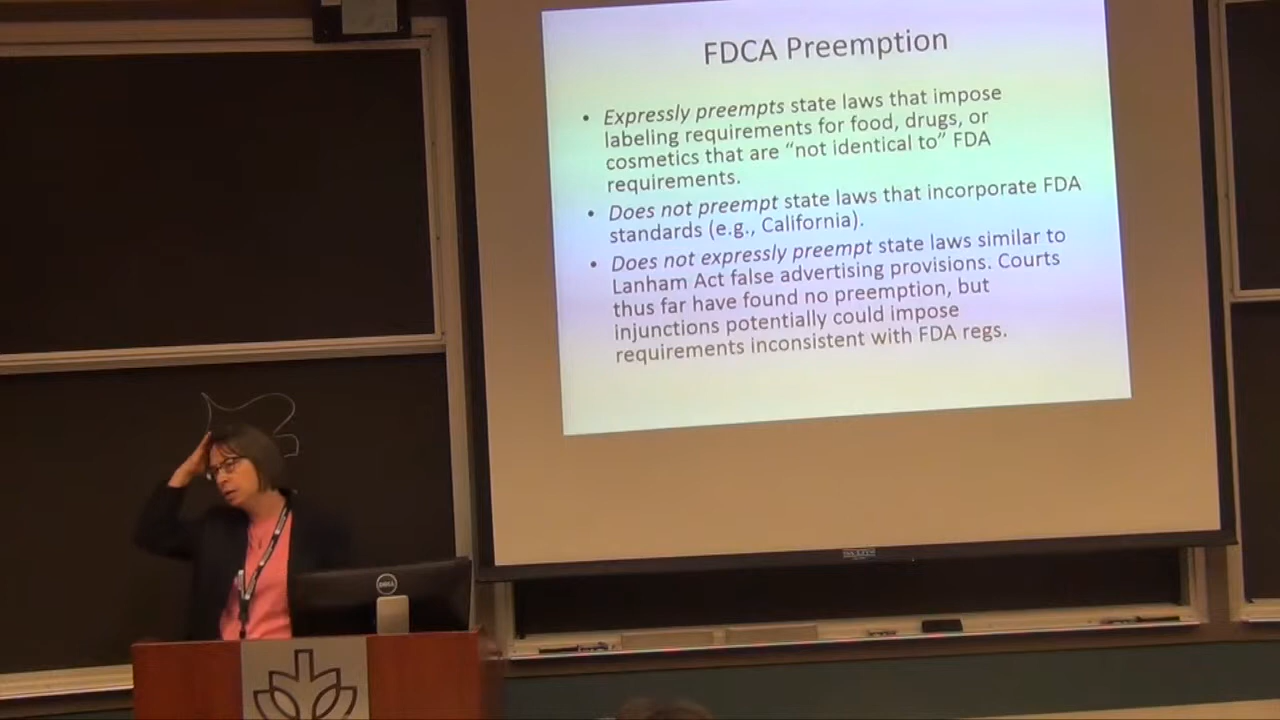 FDCA Preemption
• Expressly preempts state laws that impose
labeling requirements for food, drugs, or
cosmetics that are “not identical to” FDA
requirements.
• Does not preempt state laws that incorporate FDA
standards (e.g., California).
• Does not expressly preempt state laws similar to
Lanham Act false advertising provisions. Courts
thus far have found no preemption, but
injunctions potentially could impose
requirements inconsistent with FDA regs.
DELL